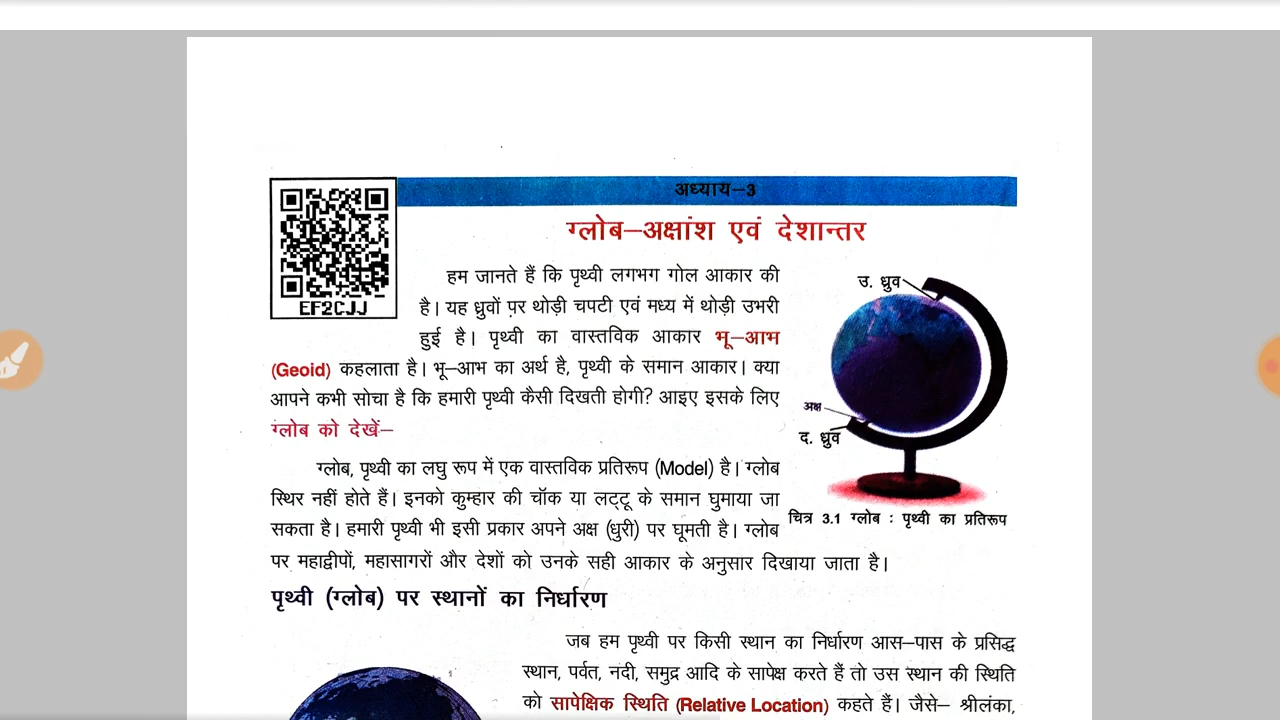 अध्याय–3
EF2CJJ
ग्लोब–अक्षांश एवं देशान्तर
हम जानते हैं कि पृथ्वी लगभग गोल आकार की
है। यह ध्रुवों पर थोड़ी चपटी एवं मध्य में थोड़ी उभरी
हुई है। पृथ्वी का वास्तविक आकार भू–आभ
(Geoid) कहलाता है। भू–आभ का अर्थ है, पृथ्वी के समान आकार। क्या
आपने कभी सोचा है कि हमारी पृथ्वी कैसी दिखती होगी? आइए इसके लिए
ग्लोब को देखें–
उ. ध्रुव
अक्ष
द. ध्रुव
चित्र 3.1 ग्लोब : पृथ्वी का प्रतिरूप
ग्लोब, पृथ्वी का लघु रूप में एक वास्तविक प्रतिरूप (Model) है। ग्लोब
स्थिर नहीं होते हैं। इनको कुम्हार की चॉक या लट्टू के समान घुमाया जा
सकता है। हमारी पृथ्वी भी इसी प्रकार अपने अक्ष (धुरी) पर घूमती है। ग्लोब
पर महाद्वीपों, महासागरों और देशों को उनके सही आकार के अनुसार दिखाया जाता है।
पृथ्वी (ग्लोब) पर स्थानों का निर्धारण
जब हम पृथ्वी पर किसी स्थान का निर्धारण आस–पास के प्रसिद्ध
स्थान, पर्वत, नदी, समुद्र आदि के सापेक्ष करते हैं तो उस स्थान की स्थिति
को सापेक्षिक स्थिति (Relative Location) कहते हैं। जैसे– श्रीलंका,